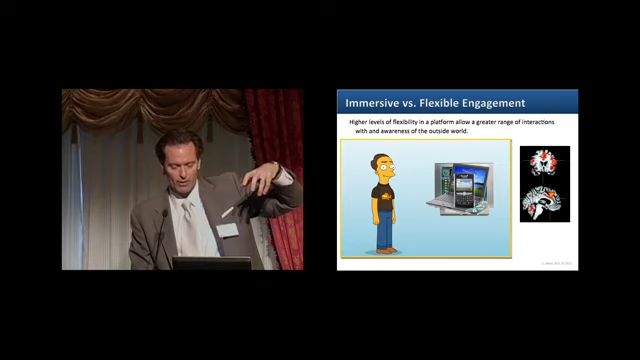 Immersive vs. Flexible Engagement
Higher levels of flexibility in a platform allow a greater range of interactions
with and awareness of the outside world.